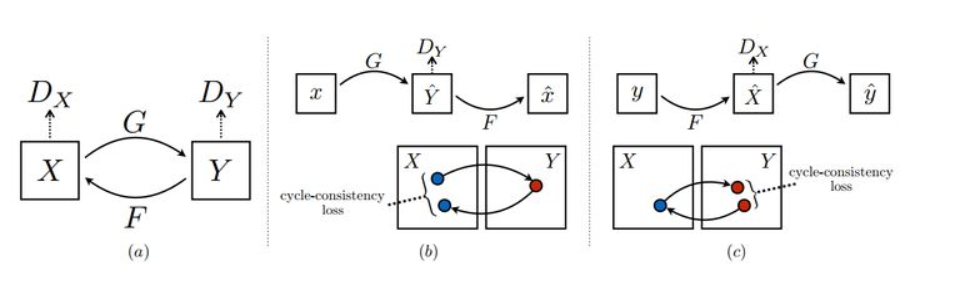 D_X
D_Y
G
X
Y
F
(a)
D_Y
G
x
Ŷ
x̂
F
X
Y
cycle-consistency
loss
(b)
D_X
G
y
X̂
ŷ
F
X
Y
cycle-consistency
loss
(c)